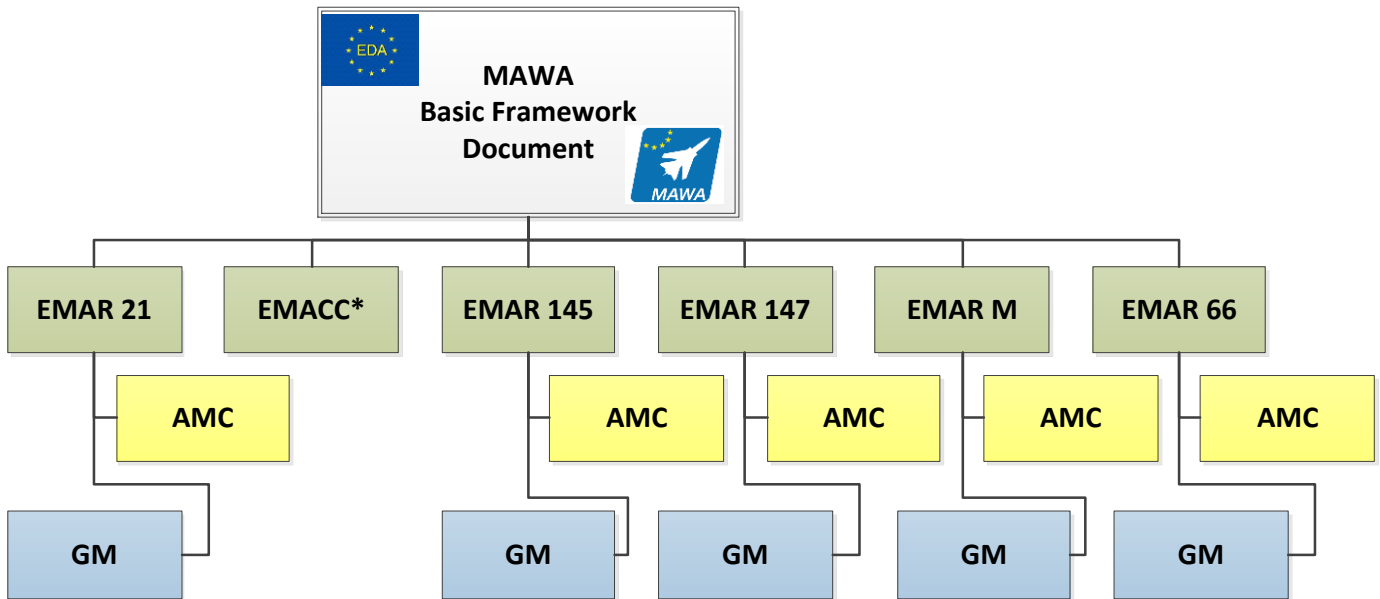 EDA
MAWA
Basic Framework
Document
MAWA
EMAR 21
EMACC*
EMAR 145
EMAR 147
EMAR M
EMAR 66
AMC
AMC
AMC
AMC
AMC
GM
GM
GM
GM
GM